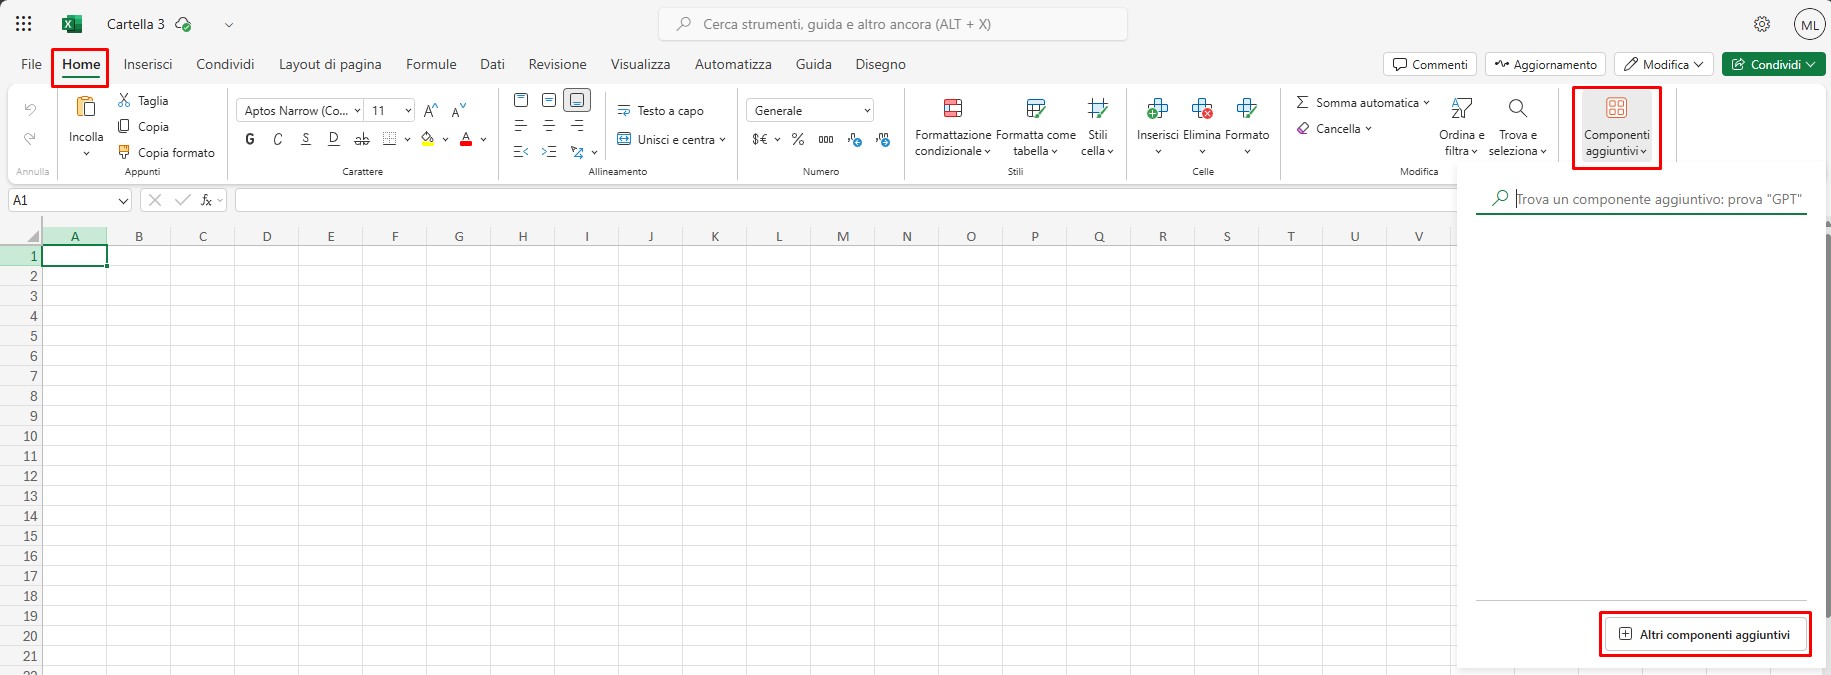 Cartella 3
Cerca strumenti, guida e altro ancora (ALT + X)
ML
File Home Inserisci Condividi Layout di pagina Formule Dati Revisione Visualizza Automatizza Guida Disegno
Commenti Aggiornamento Modifica Condividi
Annulla
Incolla
Taglia
Copia
Copia formato
Appunti
Aptos Narrow (Co... 11 A A
G C S D ab A
Carattere
Testo a capo
Unisci e centra
Allineamento
Generale
$€ % 000
Numero
Formattazione condizionale
Formatta come tabella
Stili cella
Stili
Inserisci Elimina Formato
Celle
Somma automatica
Cancella
Ordina e filtra
Trova e seleziona
Modifica
Componenti aggiuntivi
A1
fx
Trova un componente aggiuntivo: prova "GPT"
A B C D E F G H I J K L M N O P Q R S T U V
1
2
3
4
5
6
7
8
9
10
11
12
13
14
15
16
17
18
19
20
21
22
Altri componenti aggiuntivi